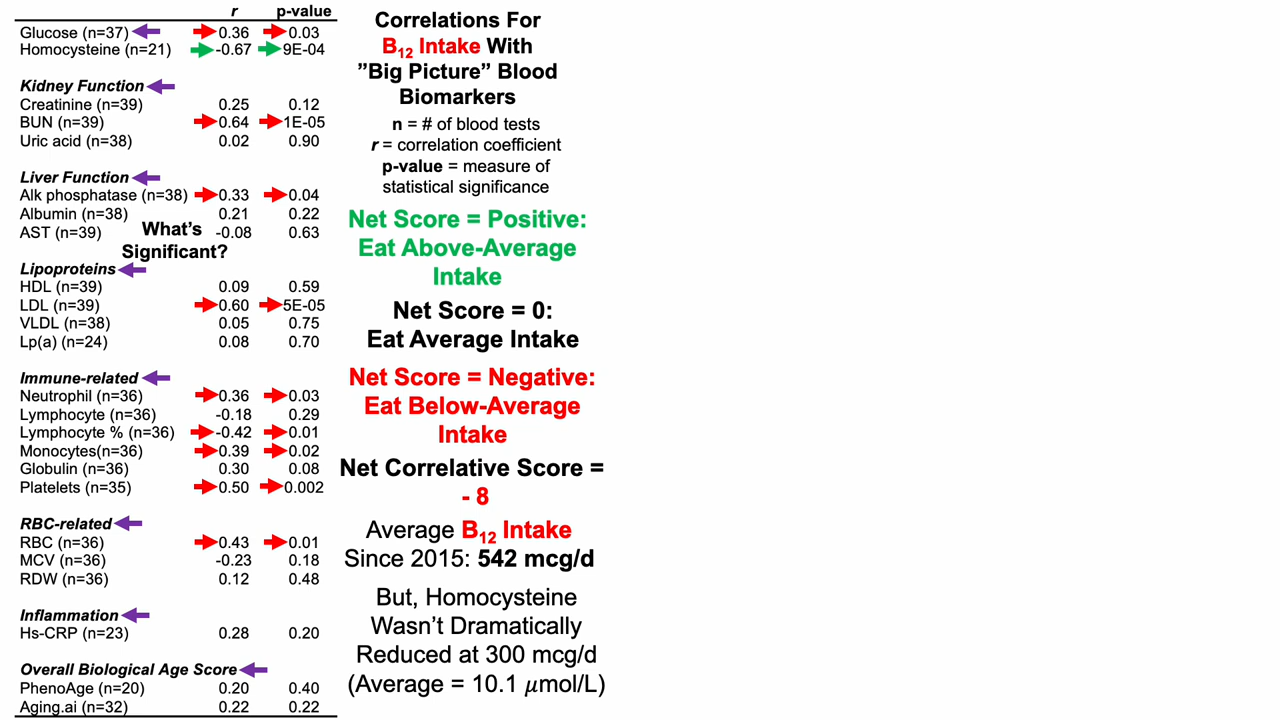 r p-value
Glucose (n=37) 0.36 0.03
Homocysteine (n=21) -0.67 9E-04
Kidney Function
Creatinine (n=39) 0.25 0.12
BUN (n=39) 0.64 1E-05
Uric acid (n=38) 0.02 0.90
Liver Function
Alk phosphatase (n=38) 0.33 0.04
Albumin (n=38) 0.21 0.22
AST (n=39) -0.08 0.63
What's
Significant?
Lipoproteins
HDL (n=39) 0.09 0.59
LDL (n=39) 0.60 5E-05
VLDL (n=38) 0.05 0.75
Lp(a) (n=24) 0.08 0.70
Immune-related
Neutrophil (n=36) 0.36 0.03
Lymphocyte (n=36) -0.18 0.29
Lymphocyte % (n=36) -0.42 0.01
Monocytes(n=36) 0.39 0.02
Globulin (n=36) 0.30 0.08
Platelets (n=35) 0.50 0.002
RBC-related
RBC (n=36) 0.43 0.01
MCV (n=36) -0.23 0.18
RDW (n=36) 0.12 0.48
Inflammation
Hs-CRP (n=23) 0.28 0.20
Overall Biological Age Score
PhenoAge (n=20) 0.20 0.40
Aging.ai (n=32) 0.22 0.22
Correlations For
B12 Intake With
”Big Picture” Blood
Biomarkers
n = # of blood tests
r = correlation coefficient
p-value = measure of
statistical significance
Net Score = Positive:
Eat Above-Average
Intake
Net Score = 0:
Eat Average Intake
Net Score = Negative:
Eat Below-Average
Intake
Net Correlative Score =
- 8
Average B12 Intake
Since 2015: 542 mcg/d
But, Homocysteine
Wasn't Dramatically
Reduced at 300 mcg/d
(Average = 10.1 μmol/L)